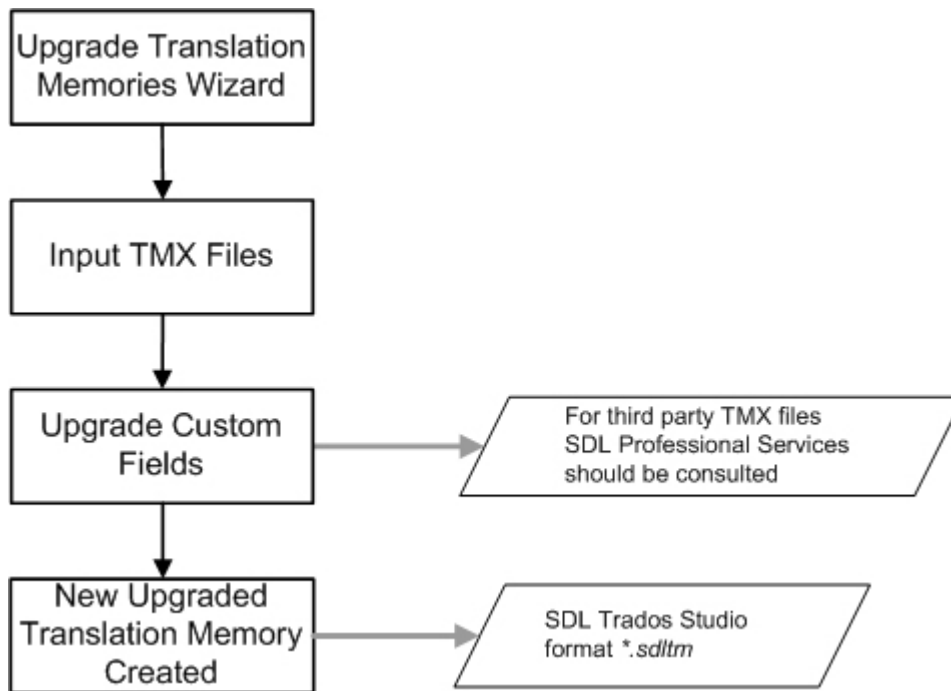 Upgrade Translation
Memories Wizard
Input TMX Files
Upgrade Custom
Fields
For third party TMX files
SDL Professional Services
should be consulted
New Upgraded
Translation Memory
Created
SDL Trados Studio
format *.sdltm